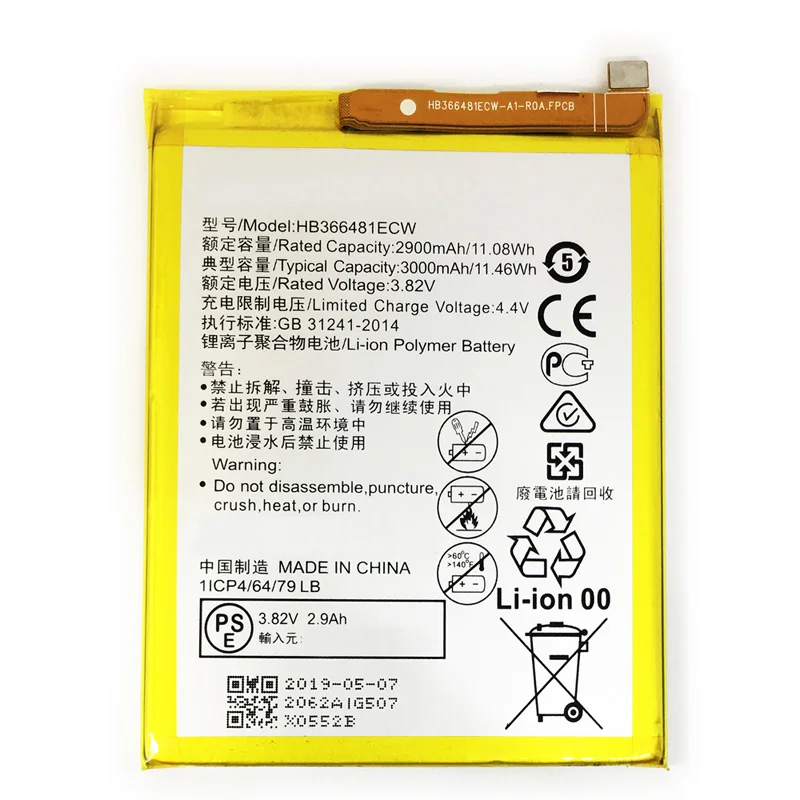 HB366481ECW-A1-R0A.FPCB
型号/Model:HB366481ECW
额定容量/Rated Capacity:2900mAh/11.08Wh
典型容量/Typical Capacity:3000mAh/11.46Wh
额定电压/Rated Voltage:3.82V
充电限制电压/Limited Charge Voltage:4.4V
执行标准:GB 31241-2014
锂离子聚合物电池/Li-ion Polymer Battery
5
CE
警告:
•禁止拆解、撞击、挤压或投入火中
•若出现严重鼓胀、请勿继续使用
•请勿置于高温环境中
•电池浸水后禁止使用
Warning:
• Do not disassemble,puncture,
crush,heat,or burn.
廢電池請回收
>60°C
>140°F
中国制造 MADE IN CHINA
1ICP4/64/79 LB
Li-ion 00
PS
E
3.82V 2.9Ah
輸入元:
2019-05-07
2062AIG507
X0552B